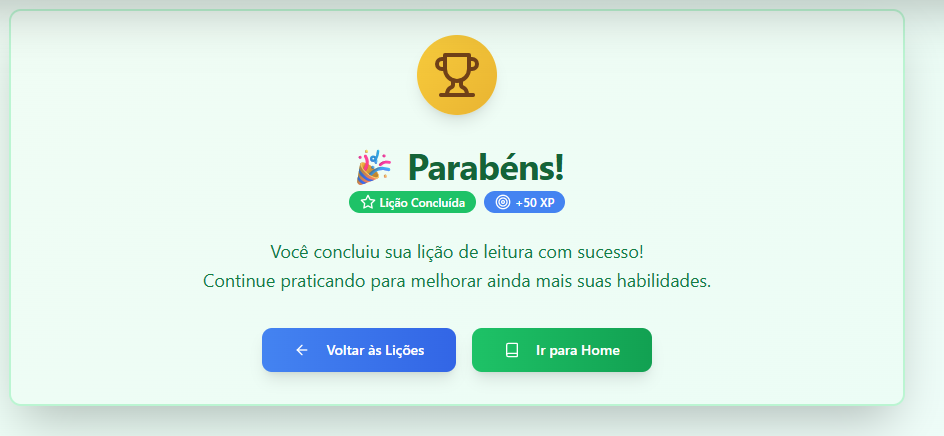 🎉 Parabéns!
Lição Concluída +50 XP
Você concluiu sua lição de leitura com sucesso!
Continue praticando para melhorar ainda mais suas habilidades.
Voltar às Lições Ir para Home